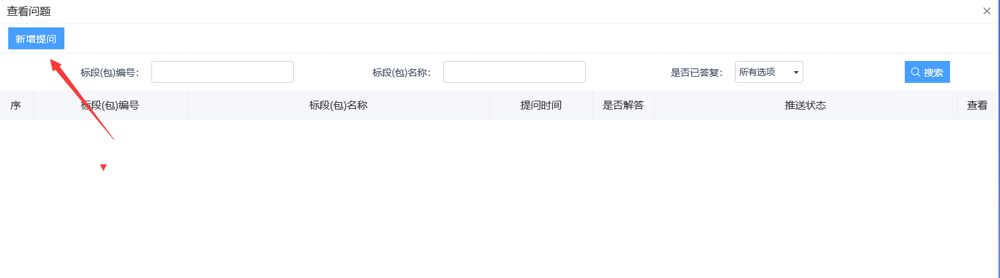 查看问题
新增提问
标段(包)编号: 标段(包)名称: 是否已答复: 所有选项 搜索
序 标段(包)编号 标段(包)名称 提问时间 是否解答 推送状态 查看